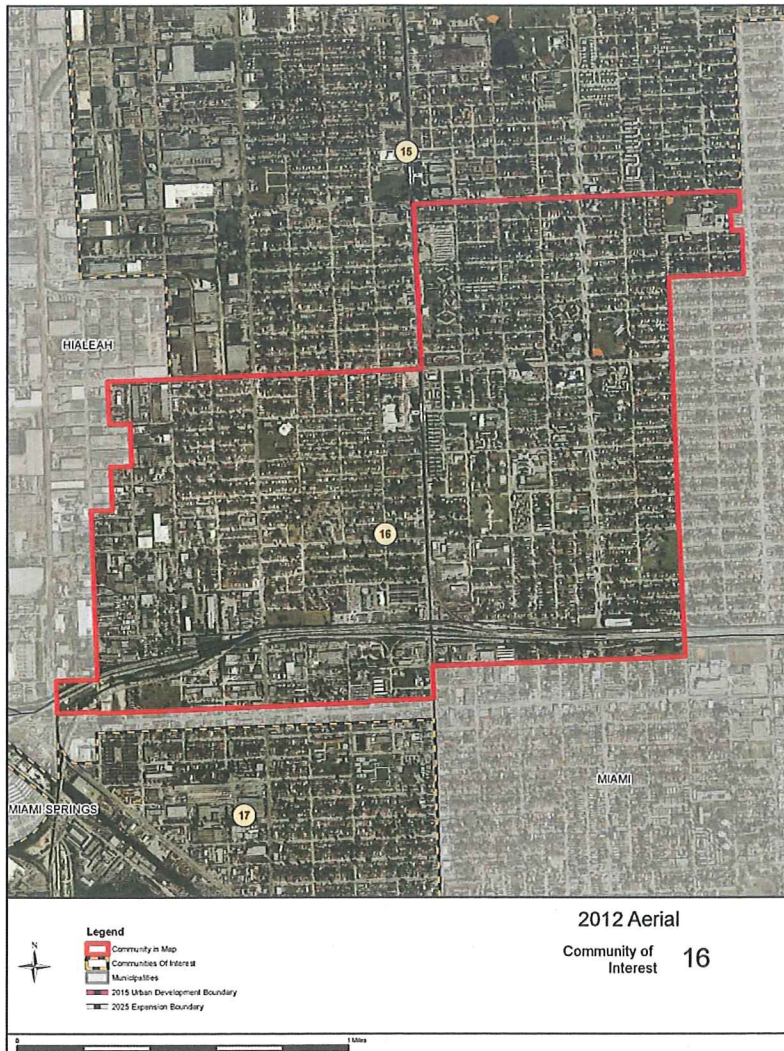 15
HIALEAH
16
MIAMI
MIAMI SPRINGS
17
2012 Aerial
Community of
Interest 16
N
Legend
Community in Map
Communities Of Interest
Municipalities
2015 Urban Development Boundary
2025 Expansion Boundary
0
1 Miles